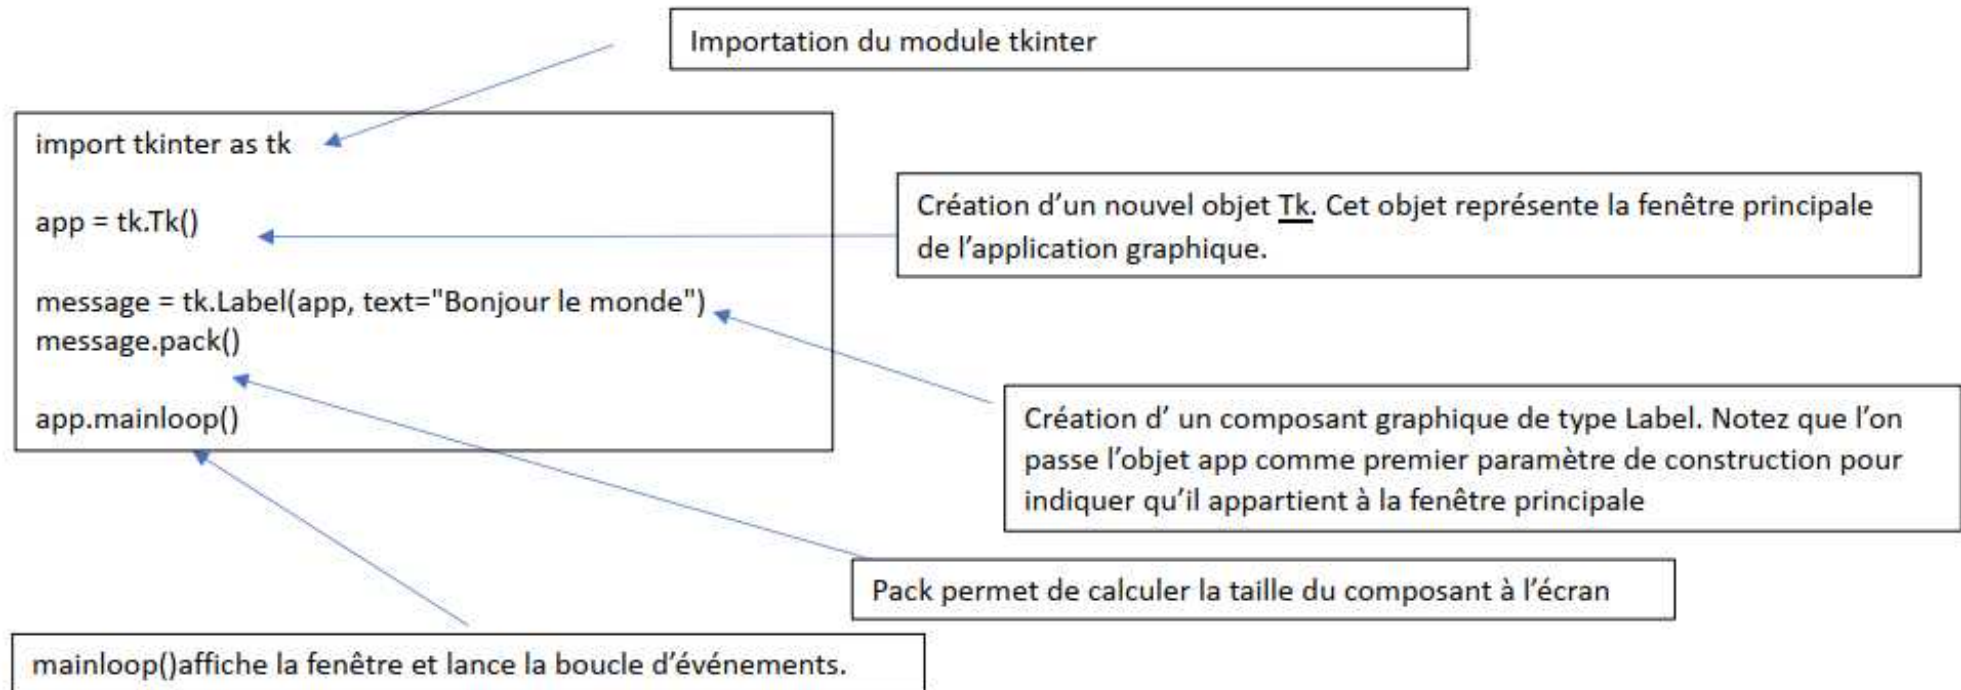 Importation du module tkinter
import tkinter as tk
app = tk.Tk()
Création d’un nouvel objet Tk. Cet objet représente la fenêtre principale
de l’application graphique.
message = tk.Label(app, text="Bonjour le monde")
message.pack()
app.mainloop()
Création d’ un composant graphique de type Label. Notez que l’on
passe l’objet app comme premier paramètre de construction pour
indiquer qu’il appartient à la fenêtre principale
Pack permet de calculer la taille du composant à l’écran
mainloop()affiche la fenêtre et lance la boucle d’événements.